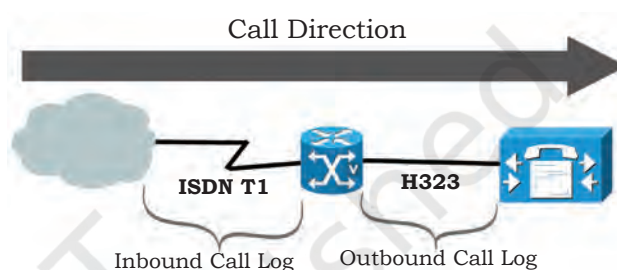 Call Direction
ISDN T1
V
H323
Inbound Call Log
Outbound Call Log